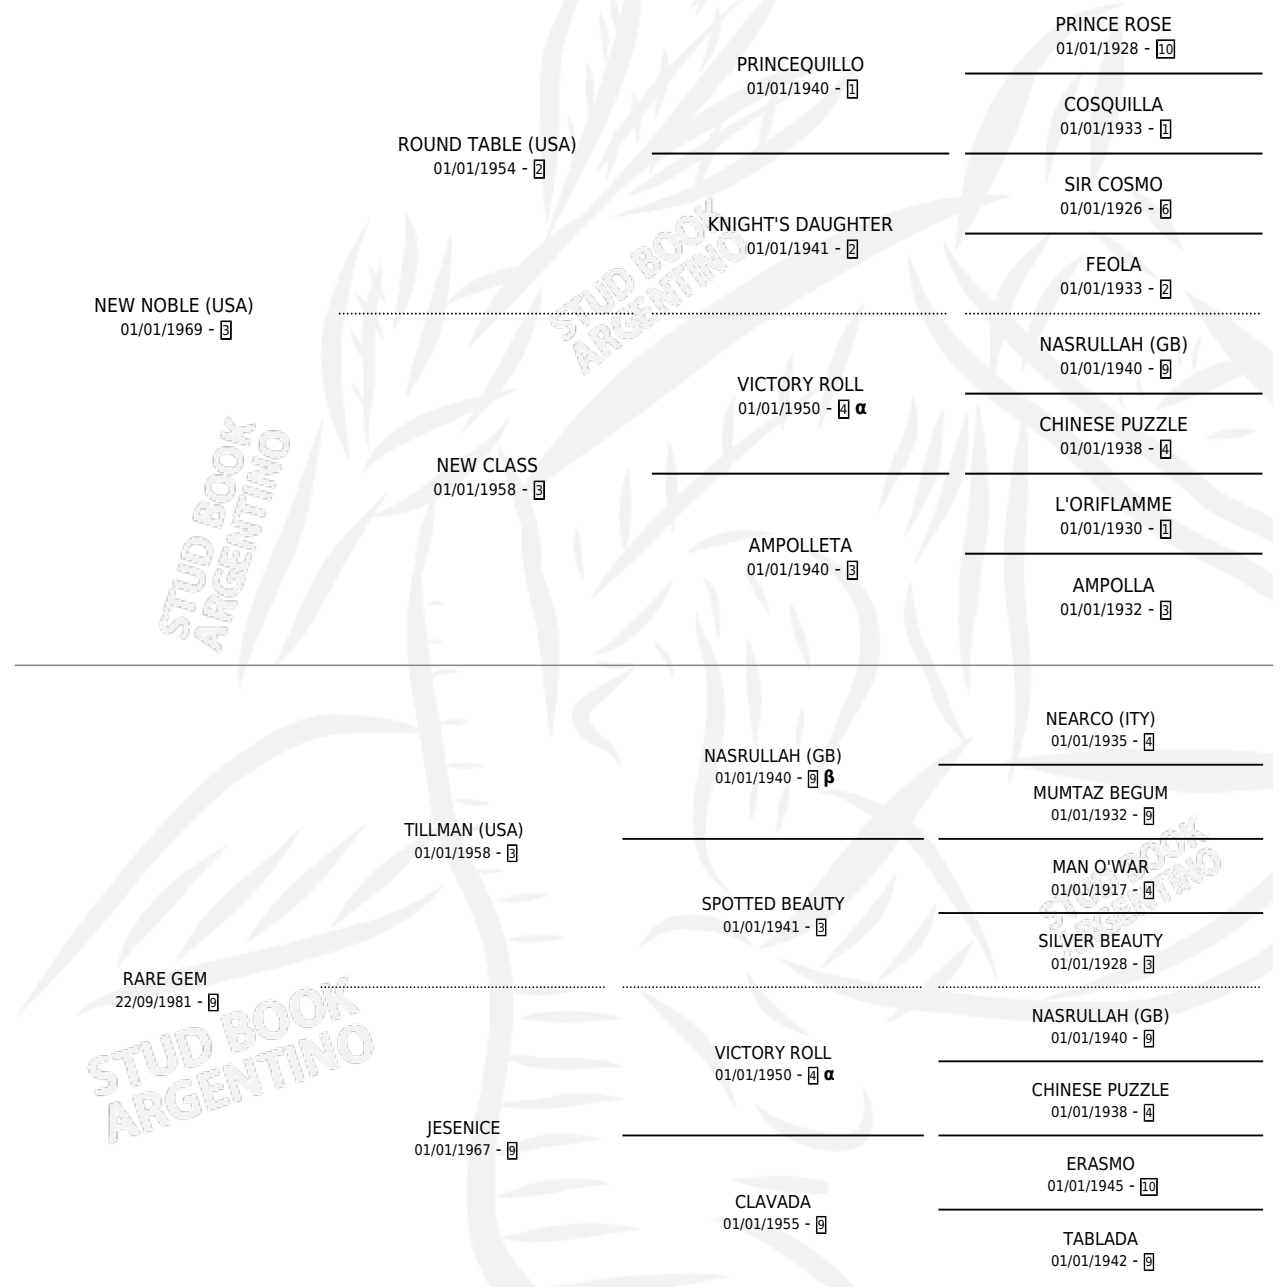 PRINCE ROSE
01/01/1928 - 10
PRINCEQUILLO
01/01/1940 - 1
COSQUILLA
01/01/1933 - 1
ROUND TABLE (USA)
01/01/1954 - 2
SIR COSMO
01/01/1926 - 6
KNIGHT'S DAUGHTER
01/01/1941 - 2
FEOLA
01/01/1933 - 2
NEW NOBLE (USA)
01/01/1969 - 3
NASRULLAH (GB)
01/01/1940 - 9
VICTORY ROLL
01/01/1950 - 4 α
CHINESE PUZZLE
01/01/1938 - 4
NEW CLASS
01/01/1958 - 3
L'ORIFLAMME
01/01/1930 - 1
AMPOLLETA
01/01/1940 - 3
AMPOLLA
01/01/1932 - 3
NEARCO (ITY)
01/01/1935 - 4
NASRULLAH (GB)
01/01/1940 - 9 β
MUMTAZ BEGUM
01/01/1932 - 9
TILLMAN (USA)
01/01/1958 - 3
MAN O'WAR
01/01/1917 - 4
SPOTTED BEAUTY
01/01/1941 - 3
SILVER BEAUTY
01/01/1928 - 3
RARE GEM
22/09/1981 - 9
NASRULLAH (GB)
01/01/1940 - 9
VICTORY ROLL
01/01/1950 - 4 α
CHINESE PUZZLE
01/01/1938 - 4
JESENICE
01/01/1967 - 9
ERASMO
01/01/1945 - 10
CLAVADA
01/01/1955 - 9
TABLADA
01/01/1942 - 9
STUD BOOK
ARGENTINO
STUD BOOK
ARGENTINO
STUD BOOK
ARGENTINO
STUD BOOK
ARGENTINO